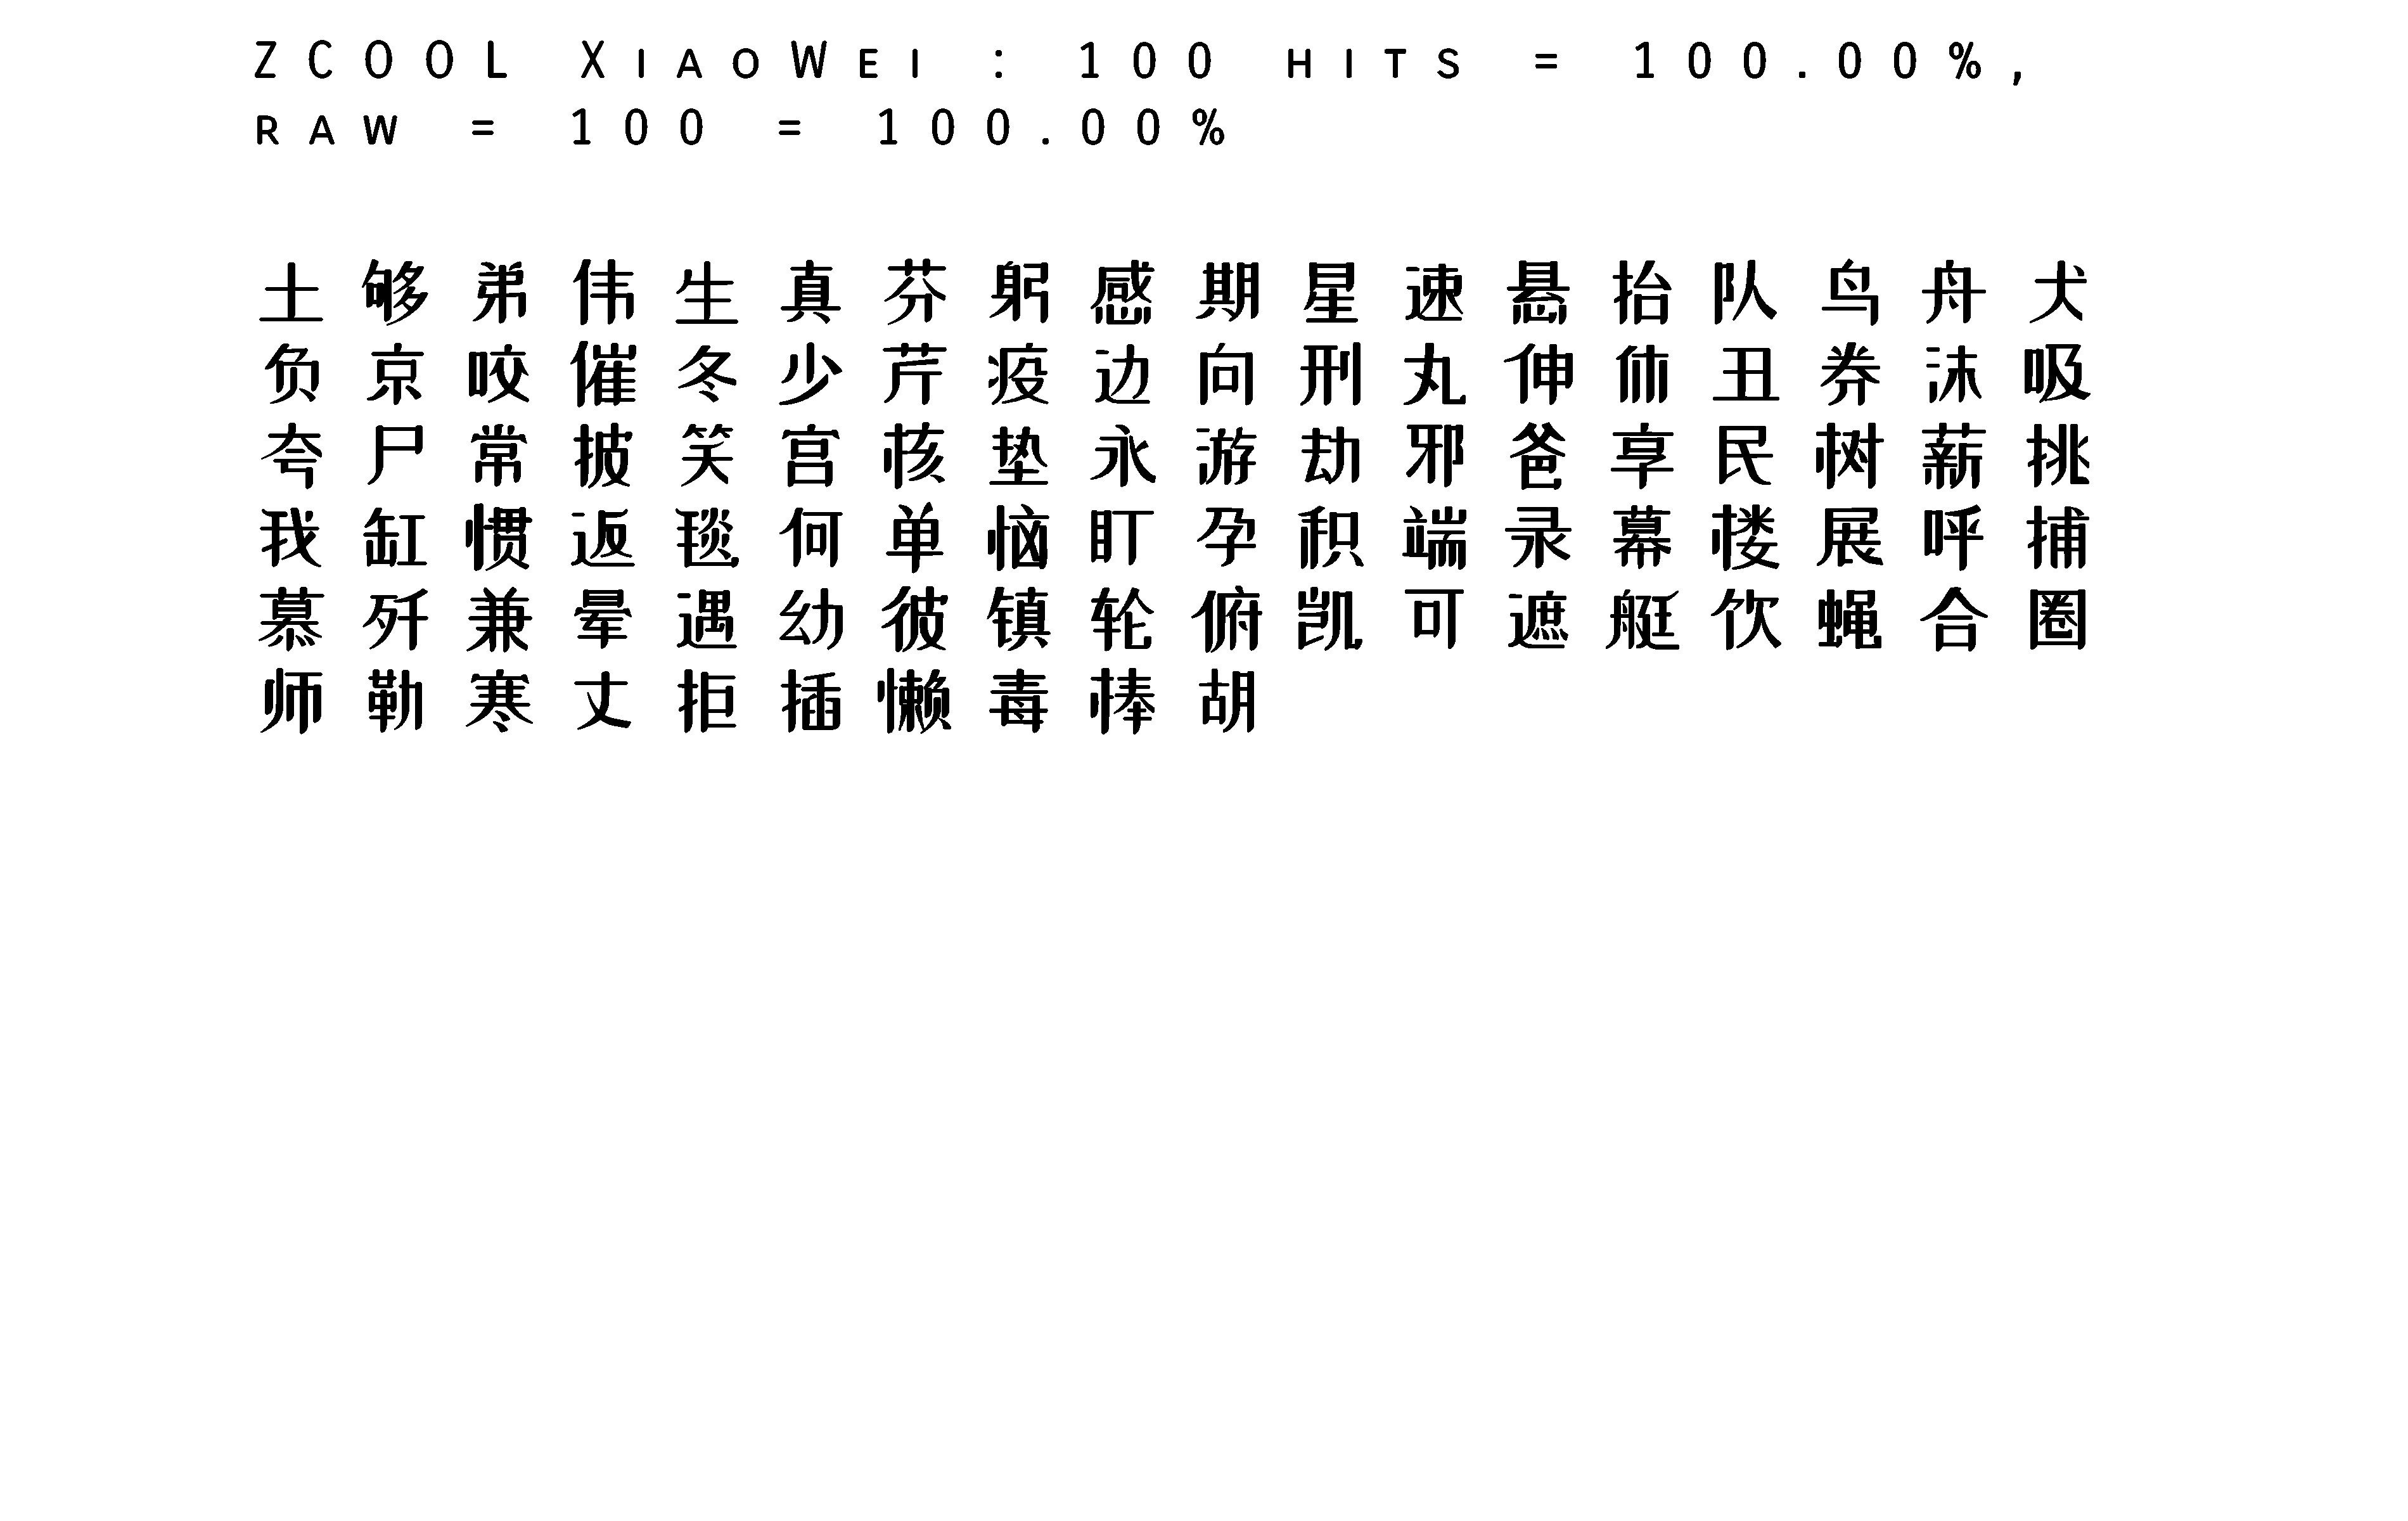 ZCOOL XiaoWei : 100 hits = 100.00%,
raw = 100 = 100.00%
土够弟伟生真芬躬感期星速悬抬队鸟舟犬
负京咬催冬少芹疫边向刑丸伸休丑券沫吸
夸尸常披笑宫核垫永游劫邪爸享民树薪挑
我缸惯返毯何单恼盯孕积端录幕楼展呼捕
慕歼兼晕遇幼彼镇轮俯凯可遮艇饮蝇合圈
师勒寒丈拒插懒毒棒胡